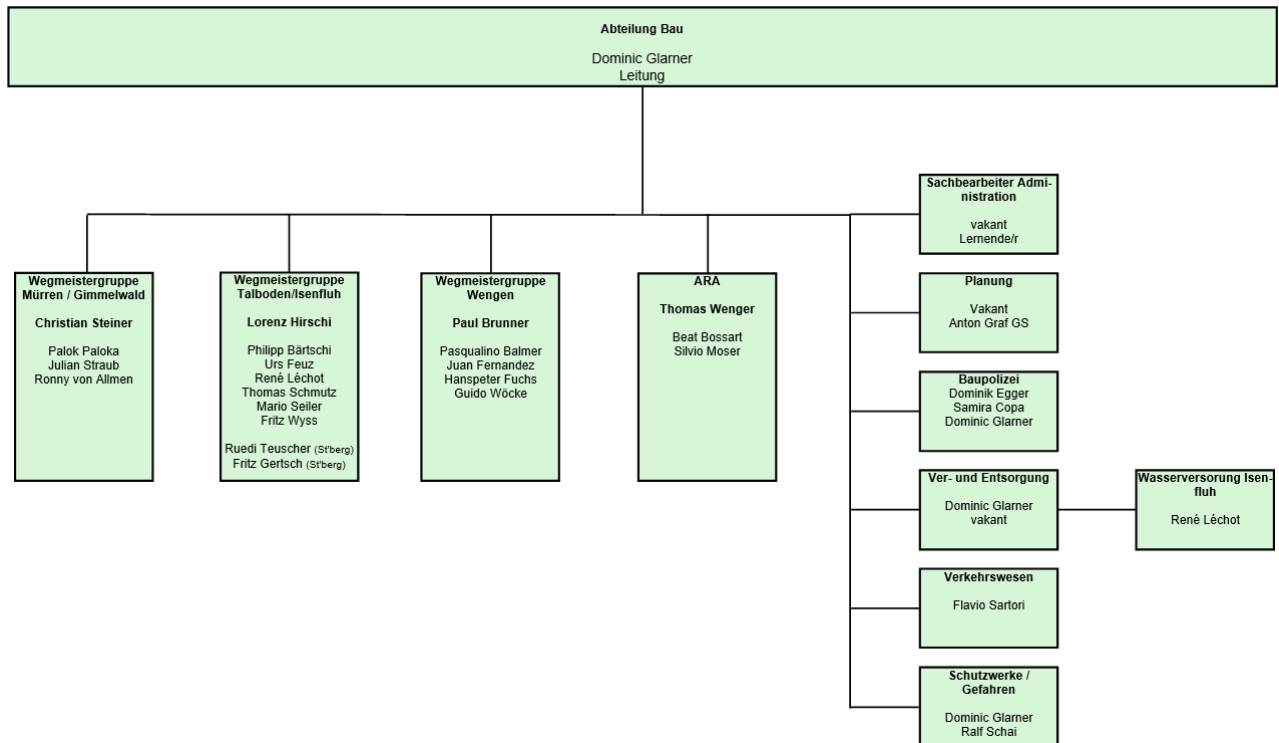 Abteilung Bau
Dominic Glarner
Leitung
Sachbearbeiter Admi-
nistration
vakant
Lernende/r
Wegmeistergruppe
Mürren / Gimmelwald
Christian Steiner
Palok Paloka
Julian Straub
Ronny von Allmen
Wegmeistergruppe
Talboden/Isenfluh
Lorenz Hirschi
Philipp Bärtschi
Urs Feuz
René Léchot
Thomas Schmutz
Mario Seiler
Fritz Wyss
Ruedi Teuscher (St'berg)
Fritz Gertsch (St'berg)
Wegmeistergruppe
Wengen
Paul Brunner
Pasqualino Balmer
Juan Fernandez
Hanspeter Fuchs
Guido Wöcke
ARA
Thomas Wenger
Beat Bossart
Silvio Moser
Planung
Vakant
Anton Graf GS
Baupolizei
Dominik Egger
Samira Copa
Dominic Glarner
Ver- und Entsorgung
Dominic Glarner
vakant
Wasserversorung Isen-
fluh
René Léchot
Verkehrswesen
Flavio Sartori
Schutzwerke /
Gefahren
Dominic Glarner
Ralf Schai